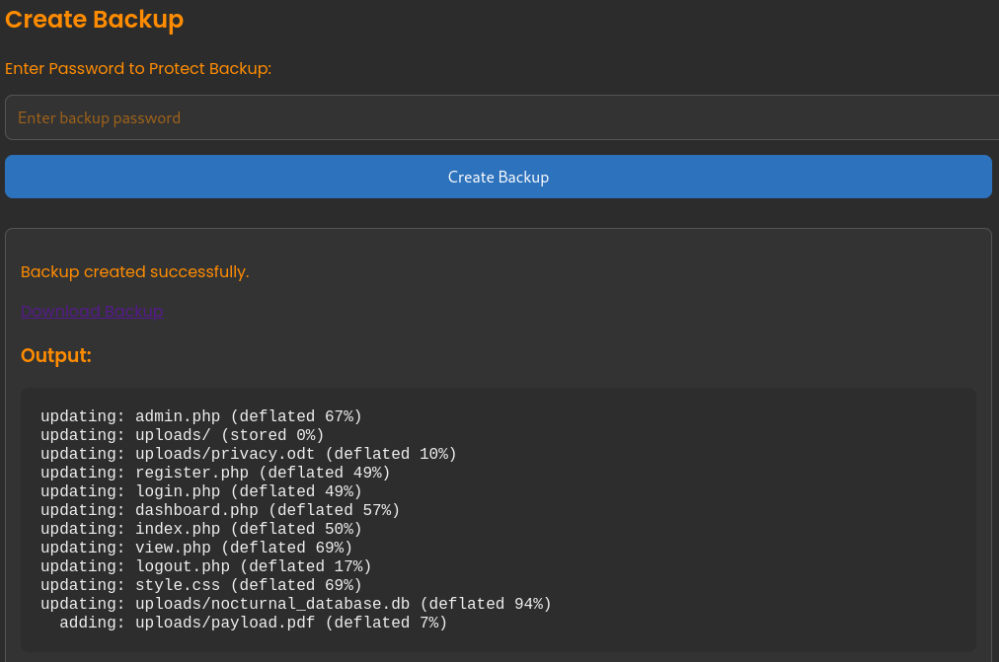 Create Backup
Enter Password to Protect Backup:
Enter backup password
Create Backup
Backup created successfully.
Download Backup
Output:
updating: admin.php (deflated 67%)
updating: uploads/ (stored 0%)
updating: uploads/privacy.odt (deflated 10%)
updating: register.php (deflated 49%)
updating: login.php (deflated 49%)
updating: dashboard.php (deflated 57%)
updating: index.php (deflated 50%)
updating: view.php (deflated 69%)
updating: logout.php (deflated 17%)
updating: style.css (deflated 69%)
updating: uploads/nocturnal_database.db (deflated 94%)
  adding: uploads/payload.pdf (deflated 7%)